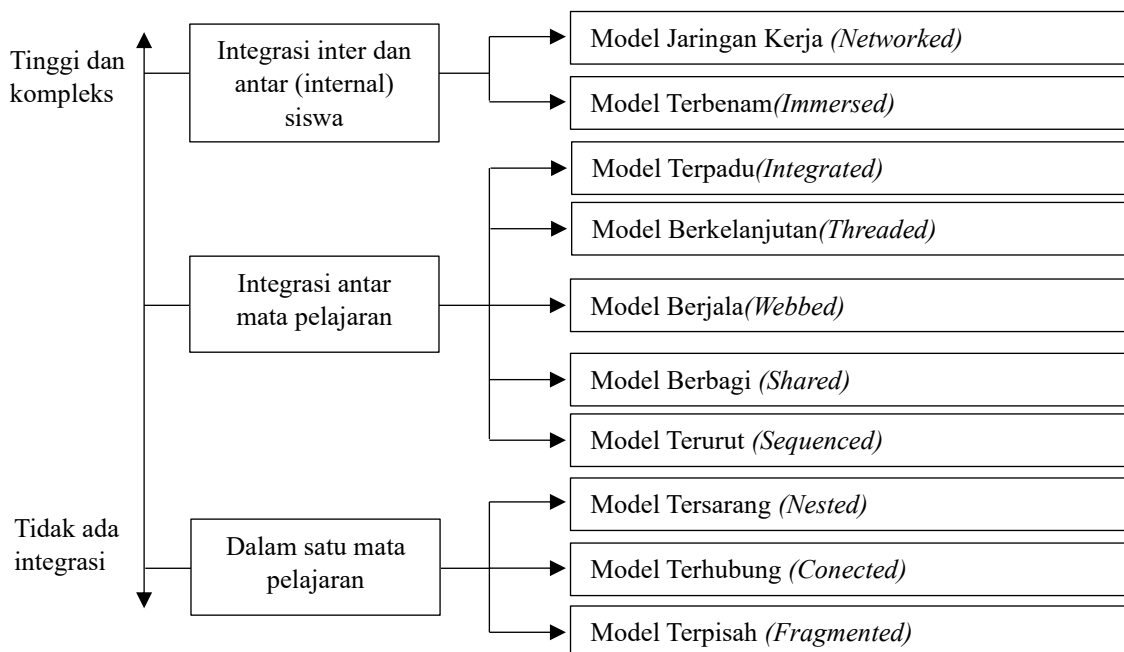 Tinggi dan
kompleks
Integrasi inter dan
antar (internal)
siswa
Model Jaringan Kerja (Networked)
Model Terbenam(Immersed)
Integrasi antar
mata pelajaran
Model Terpadu(Integrated)
Model Berkelanjutan(Threaded)
Model Berjala(Webbed)
Model Berbagi (Shared)
Model Terurut (Sequenced)
Tidak ada
integrasi
Dalam satu mata
pelajaran
Model Tersarang (Nested)
Model Terhubung (Conected)
Model Terpisah (Fragmented)